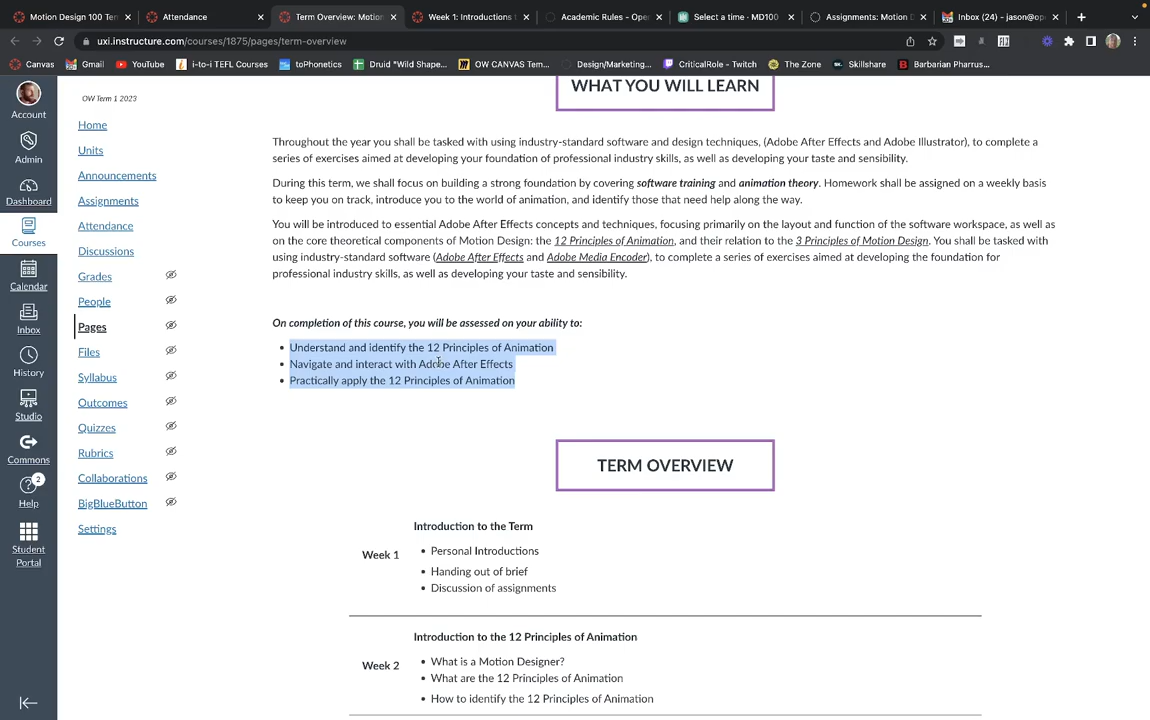 Motion Design 100 Term
Attendance
Term Overview: Motion
Week 1: Introductions
Academic Rules - Open
Select a time - MD100
Assignments: Motion D
Inbox (24) - jason@op
uxi.instructure.com/courses/1875/pages/term-overview
Canvas
Gmail
YouTube
i-to-i TEFL Courses
toPhonetics
Druid "Wild Shape...
OW CANVAS Tem...
Design/Marketing...
CriticalRole - Twitch
The Zone
Skillshare
Barbarian Pharrus...
Account
Admin
Dashboard
Courses
Calendar
Inbox
History
Studio
Commons
2
Help
Student
Portal
OW Term 1 2023
Home
Units
Announcements
Assignments
Attendance
Discussions
Grades
People
Pages
Files
Syllabus
Outcomes
Quizzes
Rubrics
Collaborations
BigBlueButton
Settings
WHAT YOU WILL LEARN
Throughout the year you shall be tasked with using industry-standard software and design techniques, (Adobe After Effects and Adobe Illustrator), to complete a
series of exercises aimed at developing your foundation of professional industry skills, as well as developing your taste and sensibility.
During this term, we shall focus on building a strong foundation by covering software training and animation theory. Homework shall be assigned on a weekly basis
to keep you on track, introduce you to the world of animation, and identify those that need help along the way.
You will be introduced to essential Adobe After Effects concepts and techniques, focusing primarily on the layout and function of the software workspace, as well as
on the core theoretical components of Motion Design: the 12 Principles of Animation, and their relation to the 3 Principles of Motion Design. You shall be tasked with
using industry-standard software (Adobe After Effects and Adobe Media Encoder), to complete a series of exercises aimed at developing the foundation for
professional industry skills, as well as developing your taste and sensibility.
On completion of this course, you will be assessed on your ability to:
• Understand and identify the 12 Principles of Animation
• Navigate and interact with Adobe After Effects
• Practically apply the 12 Principles of Animation
TERM OVERVIEW
Introduction to the Term
Week 1
• Personal Introductions
• Handing out of brief
• Discussion of assignments
Introduction to the 12 Principles of Animation
Week 2
• What is a Motion Designer?
• What are the 12 Principles of Animation
• How to identify the 12 Principles of Animation